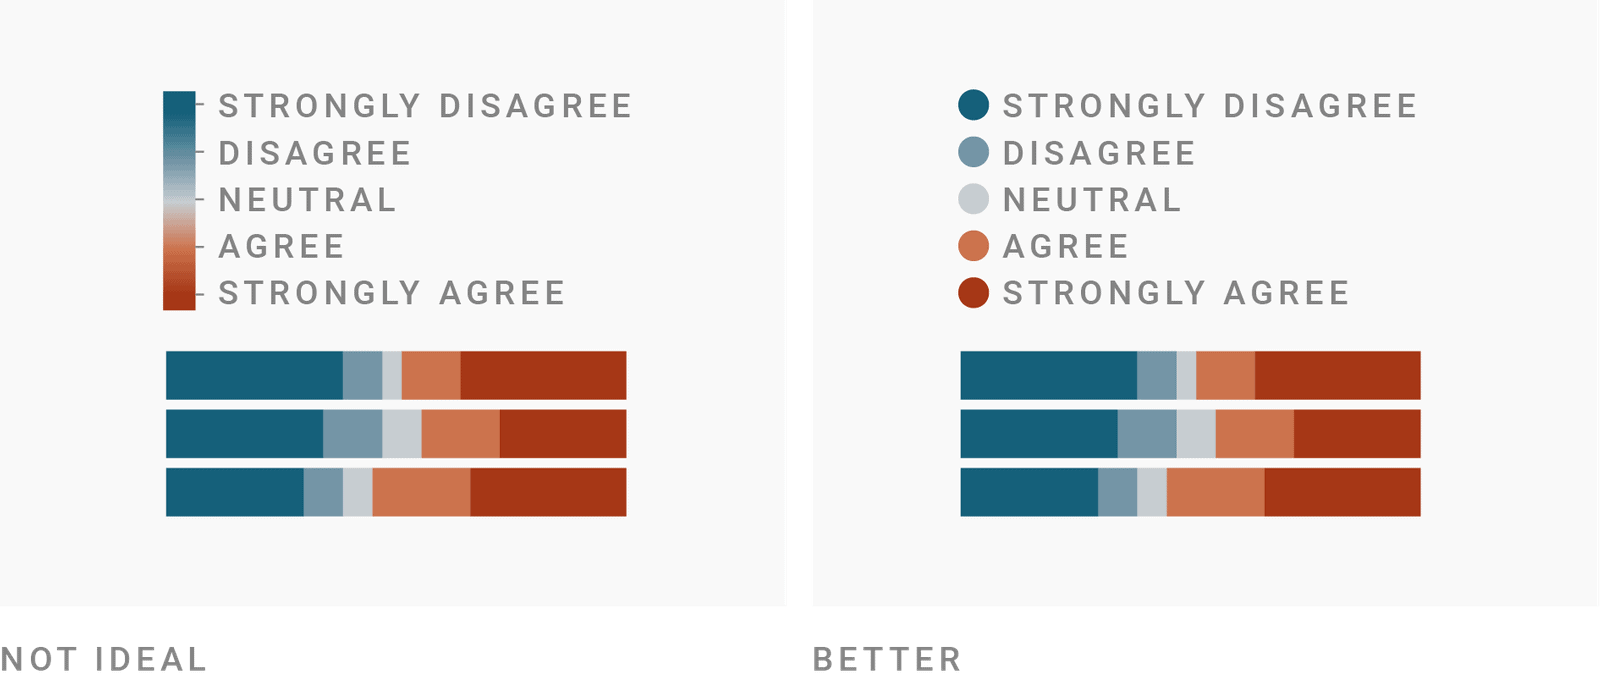 STRONGLY DISAGREE
DISAGREE
NEUTRAL
AGREE
STRONGLY AGREE
NOT IDEAL
STRONGLY DISAGREE
DISAGREE
NEUTRAL
AGREE
STRONGLY AGREE
BETTER